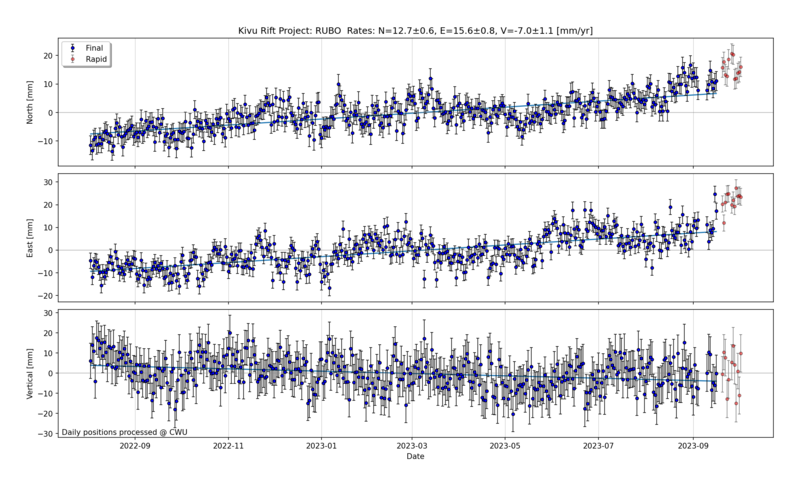 Kivu Rift Project: RUBO Rates: N=12.7±0.6, E=15.6±0.8, V=-7.0±1.1 [mm/yr]
Final
Rapid
North [mm]
20
10
0
−10
East [mm]
30
20
10
0
−10
−20
Vertical [mm]
30
20
10
0
−10
−20
−30
Daily positions processed @ CWU
2022-09 2022-11 2023-01 2023-03 2023-05 2023-07 2023-09
Date